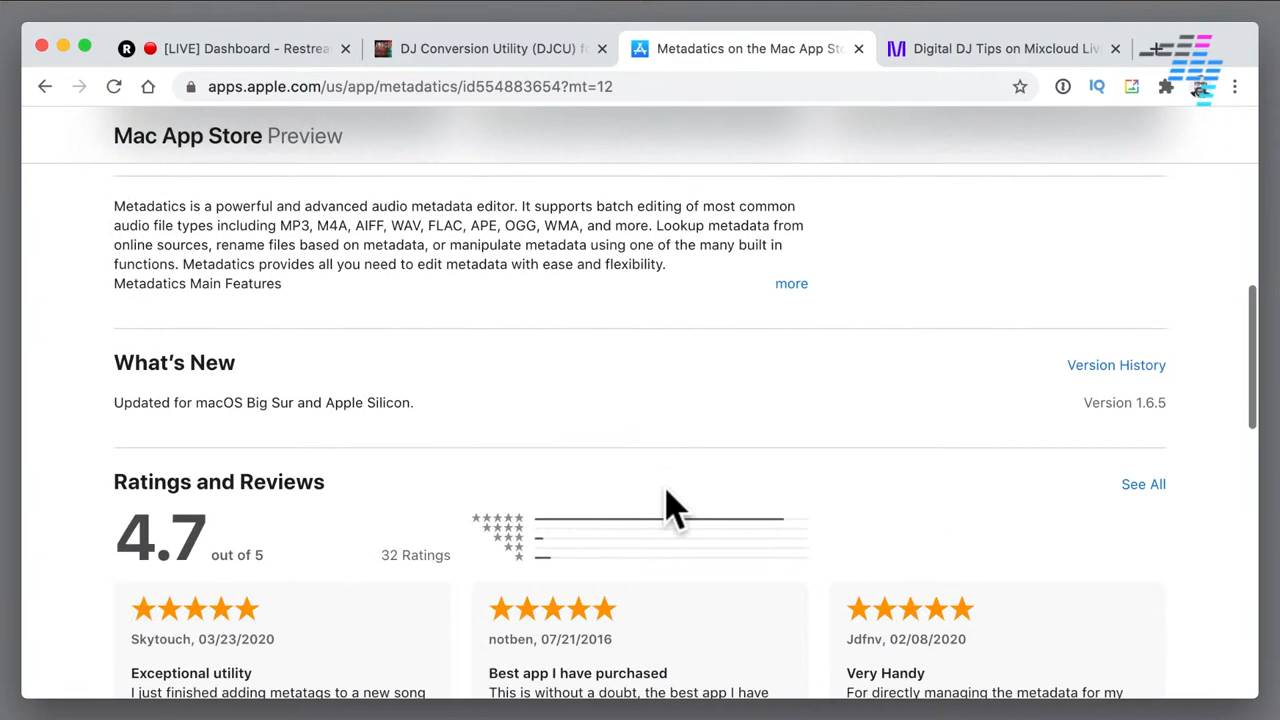 [LIVE] Dashboard - Restrea
DJ Conversion Utility (DJCU) f
Metadatics on the Mac App Sto
Digital DJ Tips on Mixcloud Liv
apps.apple.com/us/app/metadatics/id554883654?mt=12
IQ
Mac App Store Preview
Metadatics is a powerful and advanced audio metadata editor. It supports batch editing of most common
audio file types including MP3, M4A, AIFF, WAV, FLAC, APE, OGG, WMA, and more. Lookup metadata from
online sources, rename files based on metadata, or manipulate metadata using one of the many built in
functions. Metadatics provides all you need to edit metadata with ease and flexibility.
Metadatics Main Features
more
What's New
Version History
Updated for macOS Big Sur and Apple Silicon.
Version 1.6.5
Ratings and Reviews
See All
4.7 out of 5
32 Ratings
Skytouch, 03/23/2020
Exceptional utility
I just finished adding metatags to a new song
notben, 07/21/2016
Best app I have purchased
This is without a doubt, the best app I have
Jdfnv, 02/08/2020
Very Handy
For directly managing the metadata for my